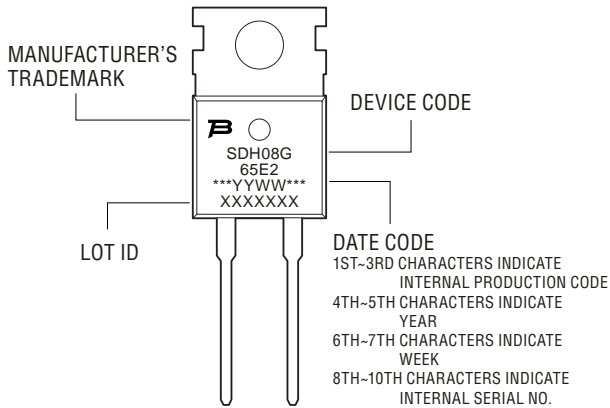 MANUFACTURER'S
TRADEMARK
DEVICE CODE
B
SDH08G
65E2
***YYWW***
XXXXXXX
LOT ID
DATE CODE
1ST~3RD CHARACTERS INDICATE
INTERNAL PRODUCTION CODE
4TH~5TH CHARACTERS INDICATE
YEAR
6TH~7TH CHARACTERS INDICATE
WEEK
8TH~10TH CHARACTERS INDICATE
INTERNAL SERIAL NO.